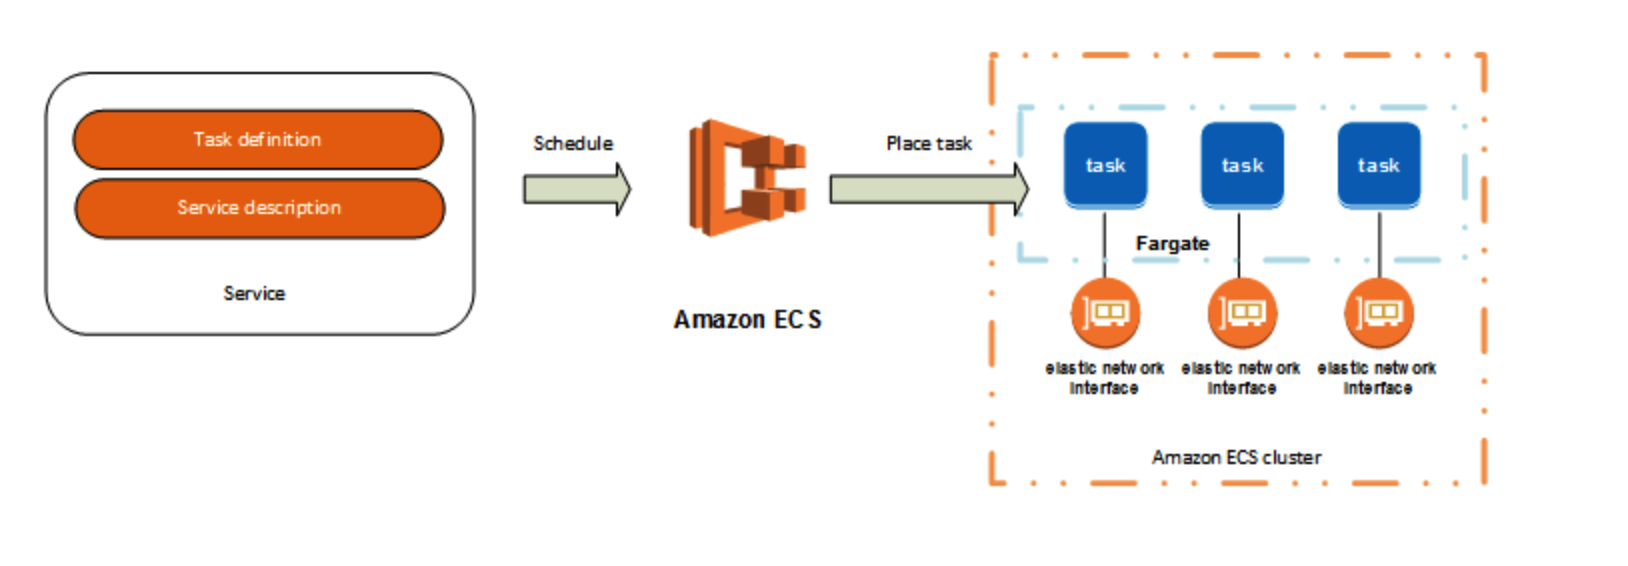 Task definition
Service description
Service
Schedule
Amazon ECS
Place task
task task task
Fargate
elastic network elastic network elastic network
interface interface interface
Amazon ECS cluster